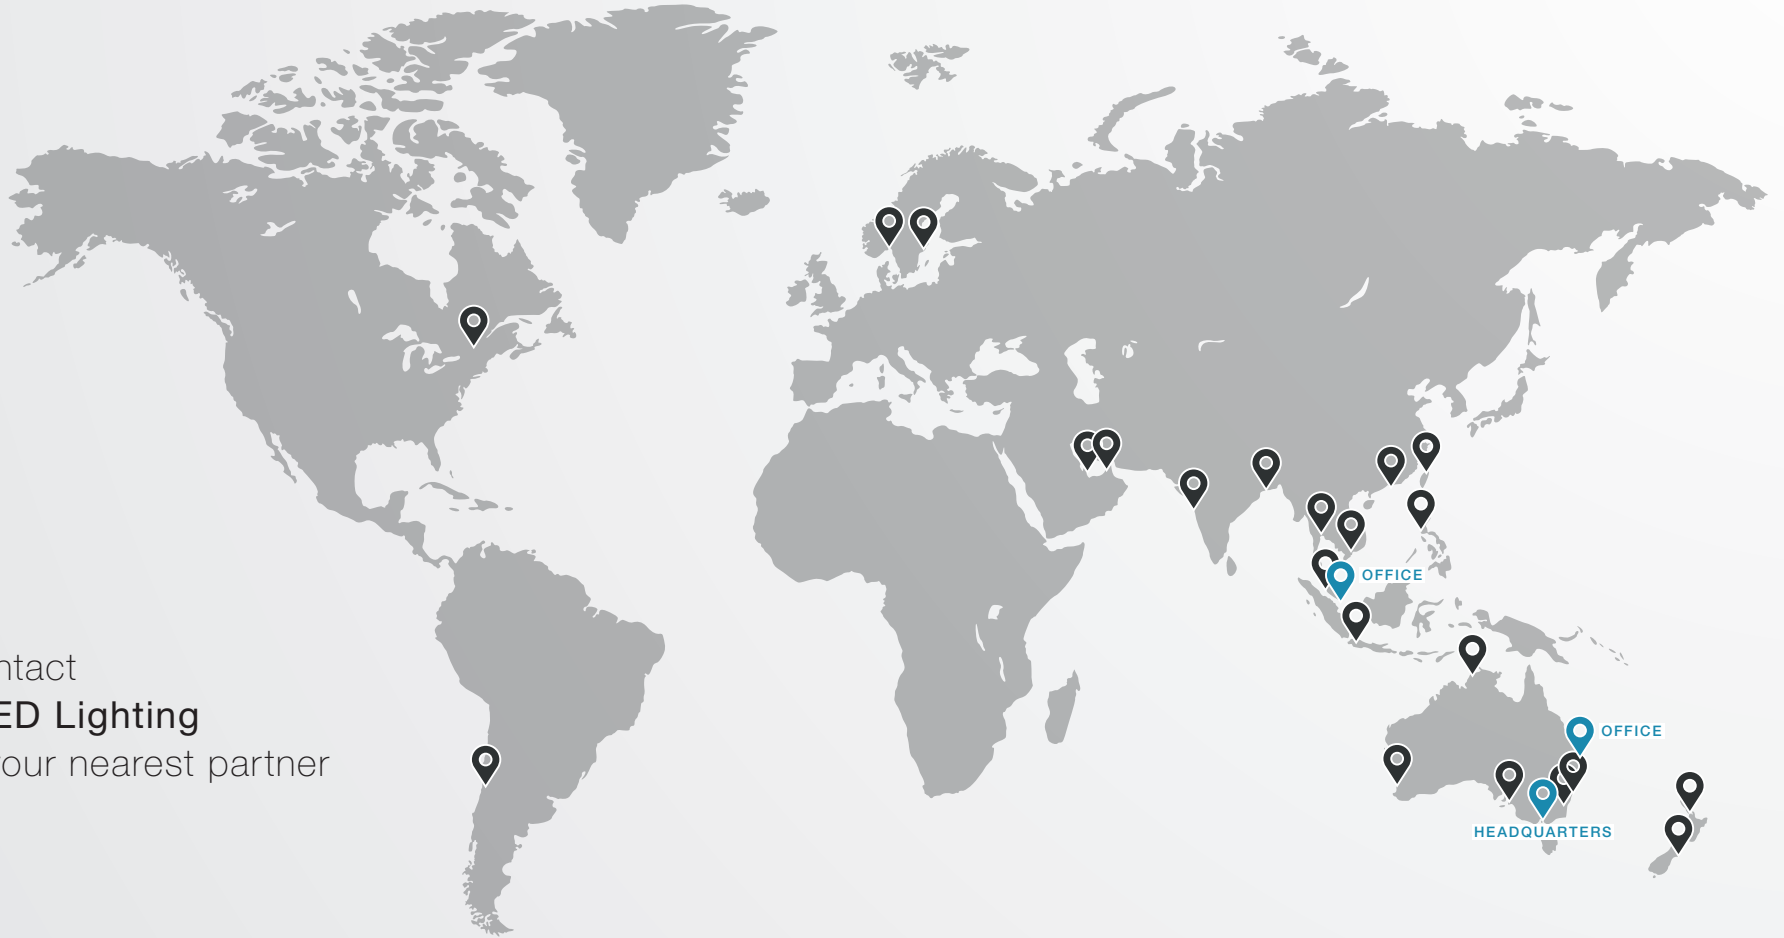 ntact
ED Lighting
our nearest partner
OFFICE
OFFICE
HEADQUARTERS